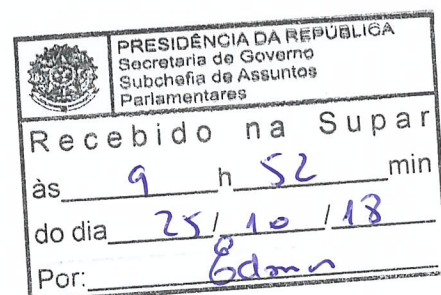 PRESIDÊNCIA DA REPÚBLICA
Secretaria de Governo
Subchefia de Assuntos
Parlamentares
Recebido na Supar
às 9 h 52 min
do dia 25/10/18
Por: